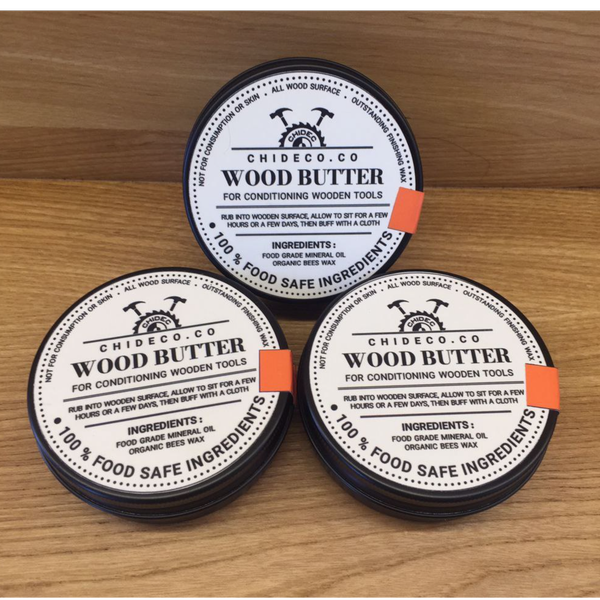 NOT FOR CONSUMPTION OR SKIN • ALL WOOD SURFACE • OUTSTANDING FINISHING WAX
CHIDEC
CHIDECO.CO
WOOD BUTTER
FOR CONDITIONING WOODEN TOOLS
RUB INTO WOODEN SURFACE, ALLOW TO SIT FOR A FEW
HOURS OR A FEW DAYS, THEN BUFF WITH A CLOTH
INGREDIENTS :
FOOD GRADE MINERAL OIL
ORGANIC BEES WAX
• 100 % FOOD SAFE INGREDIENTS
NOT FOR CONSUMPTION OR SKIN • ALL WOOD SURFACE • OUTSTANDING FINISHING WAX
CHIDEC
CHIDECO.CO
WOOD BUTTER
FOR CONDITIONING WOODEN TOOLS
RUB INTO WOODEN SURFACE, ALLOW TO SIT FOR A FEW
HOURS OR A FEW DAYS, THEN BUFF WITH A CLOTH
INGREDIENTS :
FOOD GRADE MINERAL OIL
ORGANIC BEES WAX
• 100 % FOOD SAFE INGREDIENTS
NOT FOR CONSUMPTION OR SKIN • ALL WOOD SURFACE • OUTSTANDING FINISHING WAX
CHIDEC
CHIDECO.CO
WOOD BUTTER
FOR CONDITIONING WOODEN TOOLS
RUB INTO WOODEN SURFACE, ALLOW TO SIT FOR A FEW
HOURS OR A FEW DAYS, THEN BUFF WITH A CLOTH
INGREDIENTS :
FOOD GRADE MINERAL OIL
ORGANIC BEES WAX
• 100 % FOOD SAFE INGREDIENTS